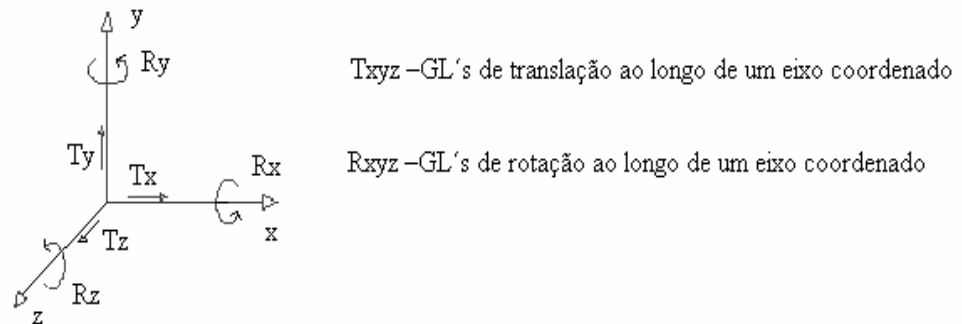 y
Ry
Txyz –GL´s de translação ao longo de um eixo coordenado
Ty
Tx
Rx
Rxyz –GL´s de rotação ao longo de um eixo coordenado
x
Tz
Rz
z